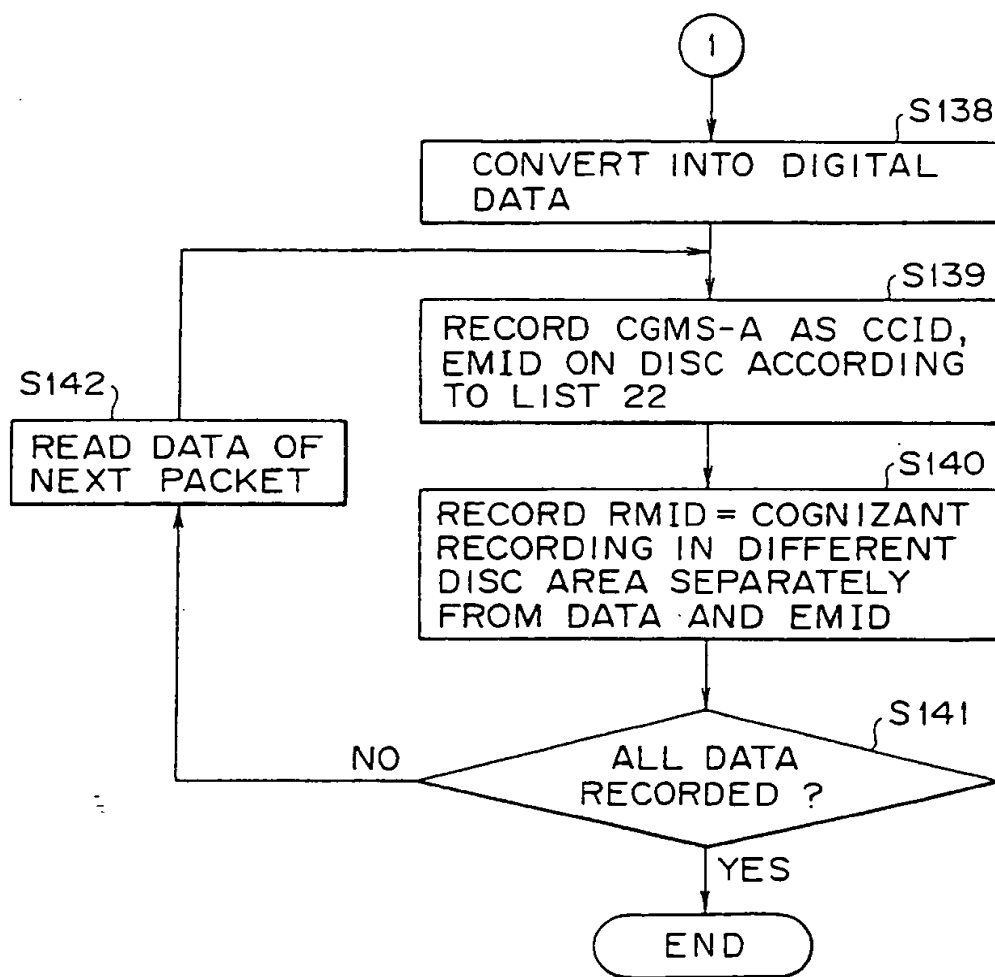 1
S138
CONVERT INTO DIGITAL
DATA
S139
RECORD CGMS-A AS CCID,
EMID ON DISC ACCORDING
TO LIST 22
S142
READ DATA OF
NEXT PACKET
S140
RECORD RMID = COGNIZANT
RECORDING IN DIFFERENT
DISC AREA SEPARATELY
FROM DATA AND EMID
S141
NO
ALL DATA
RECORDED ?
YES
END